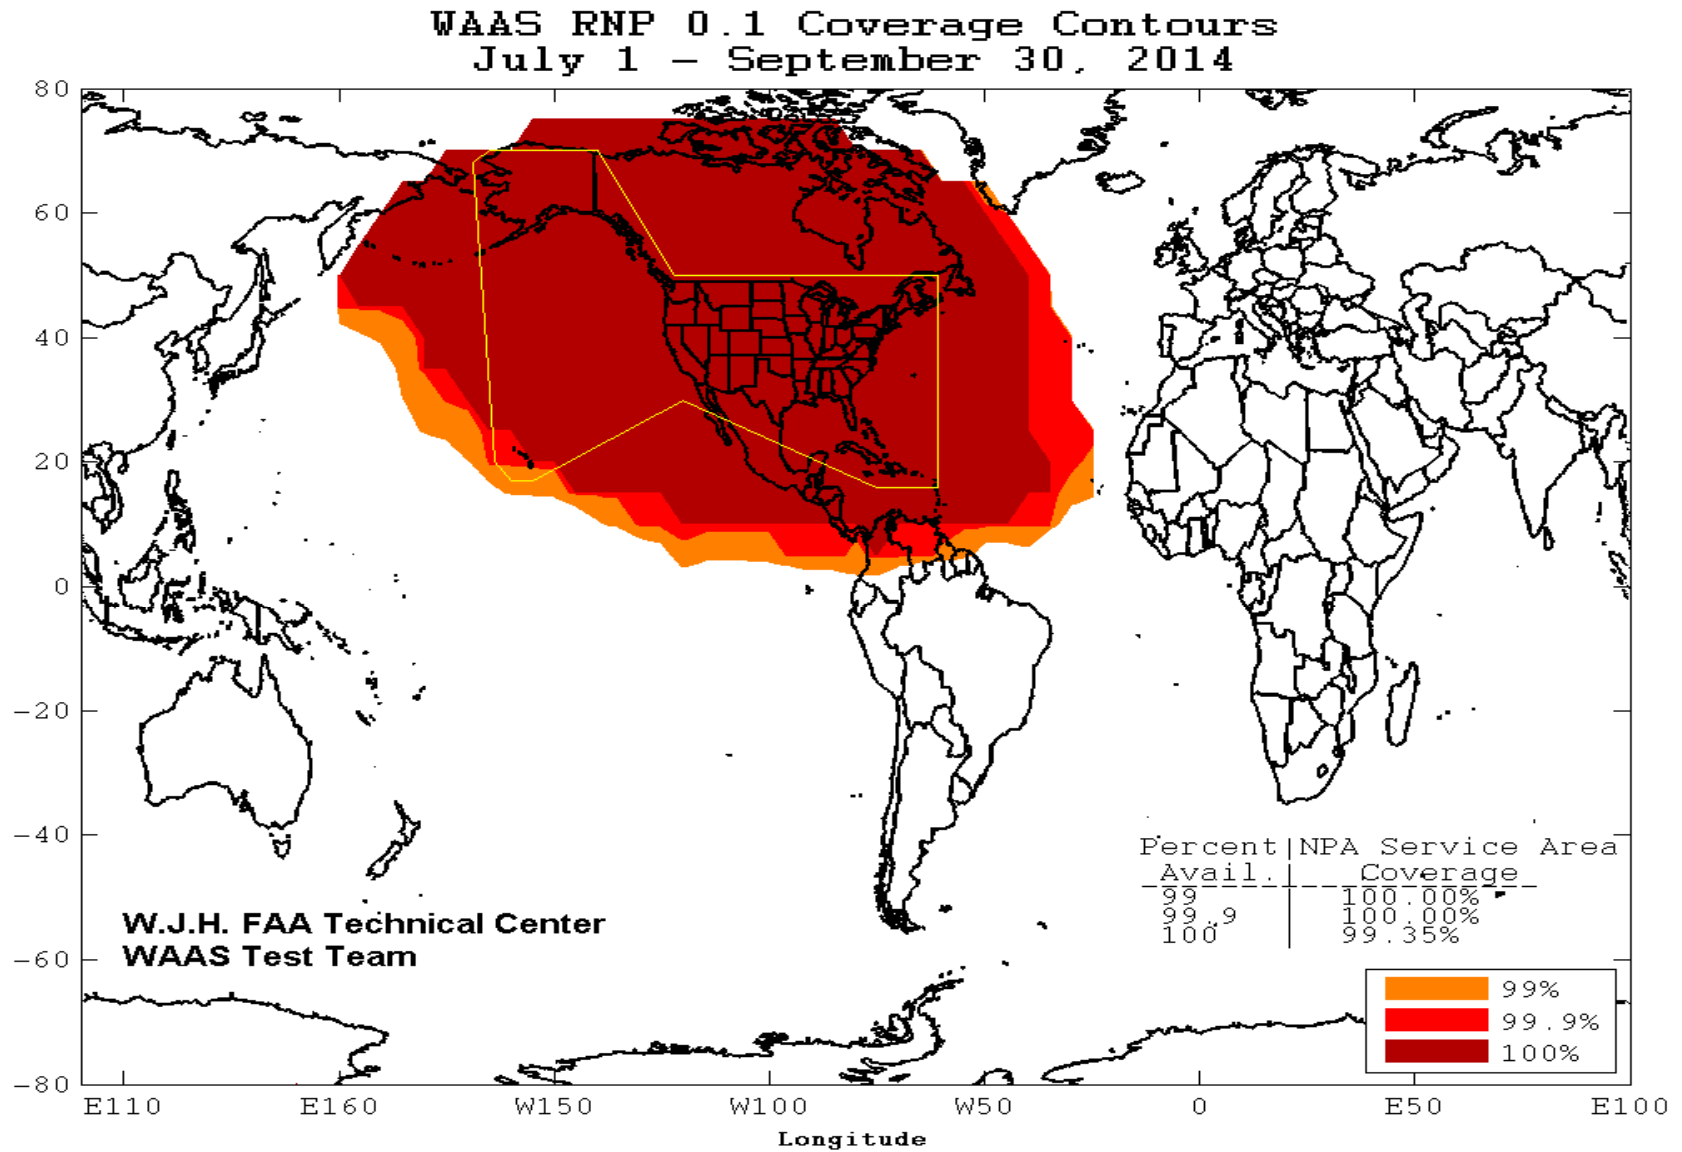 WAAS RNP 0.1 Coverage Contours
July 1 - September 30, 2014
80
60
40
20
0
-20
-40
-60
-80
Percent|NPA Service Area
Avail.| Coverage
99 | 100.00%
99.9 | 100.00%
100 | 99.35%
W.J.H. FAA Technical Center
WAAS Test Team
99%
99.9%
100%
E110 E160 W150 W100 W50 0 E50 E100
Longitude